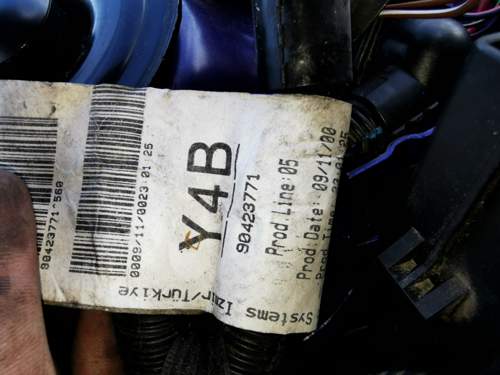 90423771*560
0009/11/0023:01:25
Y4B
90423771
Prod Line:05
Prod.Date: 09/11/00
Systems Izmir/Turkiye